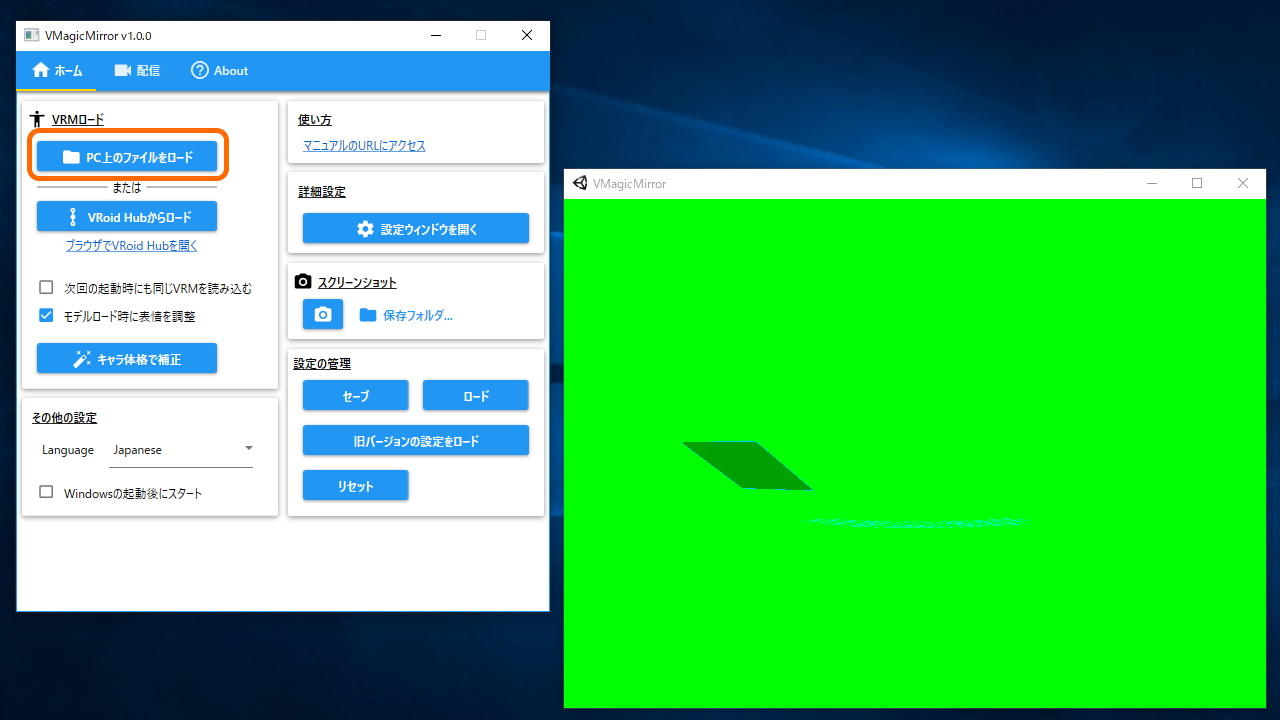 VMagicMirror v1.0.0
ホーム
配信
About
VRMロード
PC上のファイルをロード
または
VRoid Hubからロード
ブラウザでVRoid Hubを開く
次回の起動時にも同じVRMを読み込む
モデルロード時に表情を調整
キャラ体格で補正
その他の設定
Language
Japanese
Windowsの起動後にスタート
使い方
マニュアルのURLにアクセス
詳細設定
設定ウィンドウを開く
スクリーンショット
保存フォルダ...
設定の管理
セーブ
ロード
旧バージョンの設定をロード
リセット
VMagicMirror